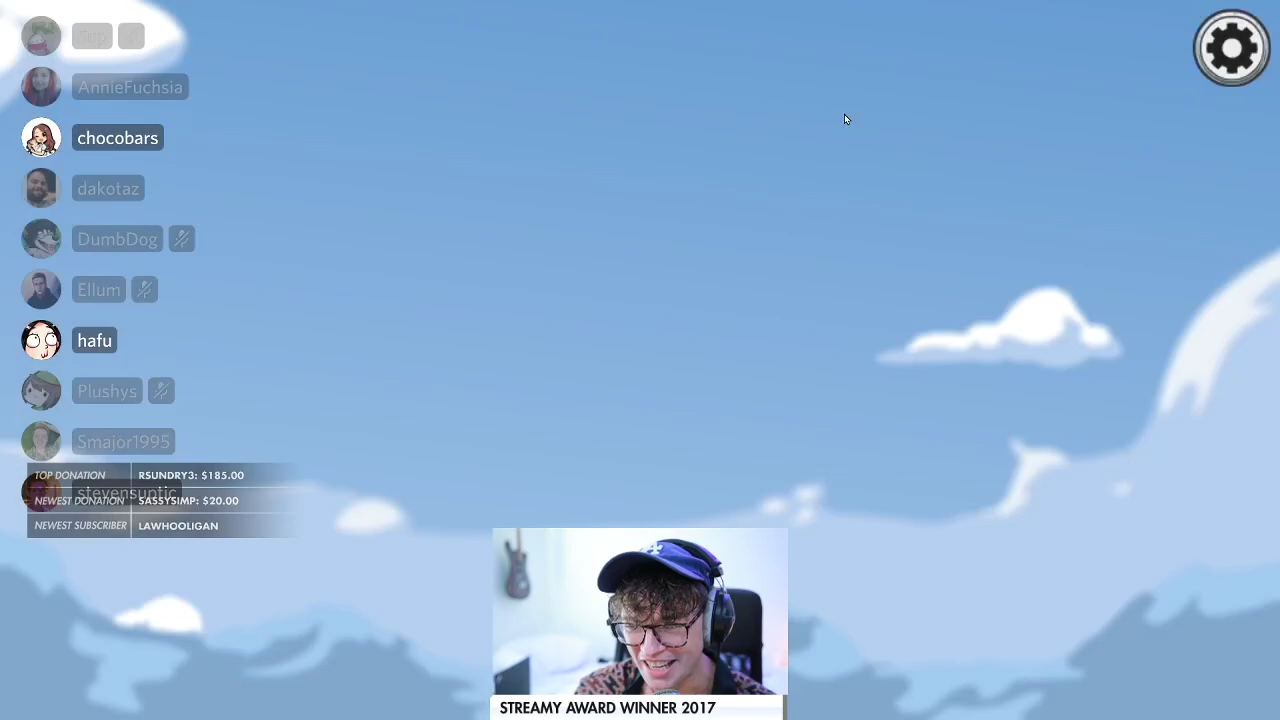 AnnieFuchsia
chocobars
dakotaz
DumbDog
Ellum
hafu
Plushys
Smajor1995
stevensuptic
TOP DONATION RSUNDRY3: $185.00
NEWEST DONATION SASSYSIMP: $20.00
NEWEST SUBSCRIBER LAWHOOLIGAN
STREAMY AWARD WINNER 2017